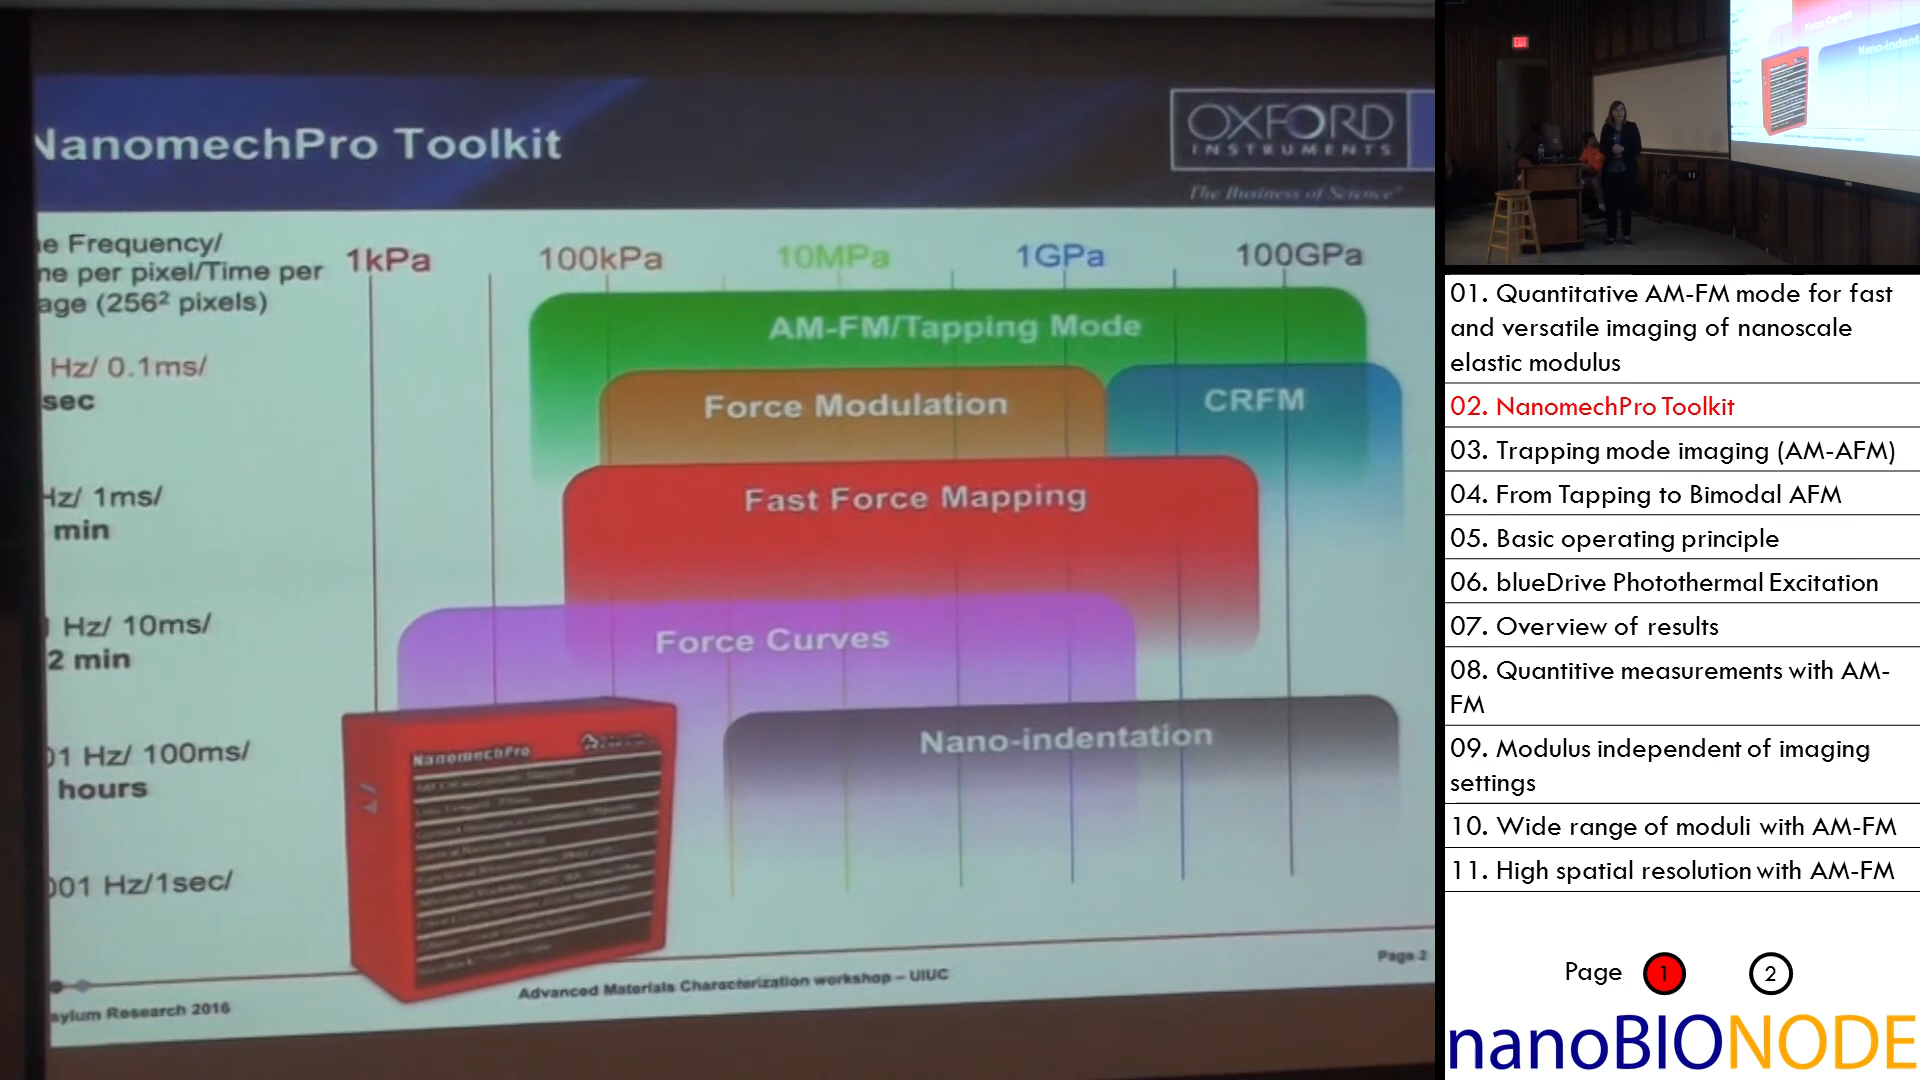 NanomechPro Toolkit
OXFORD
INSTRUMENTS
The Business of Science®
e Frequency/
ne per pixel/Time per
age (256² pixels)
1kPa
100kPa
10MPa
1GPa
100GPa
Hz/ 0.1ms/
sec
Hz/ 1ms/
min
Hz/ 10ms/
2 min
01 Hz/ 100ms/
hours
001 Hz/1sec/
AM-FM/Tapping Mode
Force Modulation
CRFM
Fast Force Mapping
Force Curves
Nano-indentation
NanomechPro
Page 2
Advanced Materials Characterization workshop – UIUC
sylum Research 2016
EXIT
Force Curves
Nano-indent
01. Quantitative AM-FM mode for fast
and versatile imaging of nanoscale
elastic modulus
02. NanomechPro Toolkit
03. Trapping mode imaging (AM-AFM)
04. From Tapping to Bimodal AFM
05. Basic operating principle
06. blueDrive Photothermal Excitation
07. Overview of results
08. Quantitive measurements with AM-
FM
09. Modulus independent of imaging
settings
10. Wide range of moduli with AM-FM
11. High spatial resolution with AM-FM
Page 1 2
nanoBIONODE